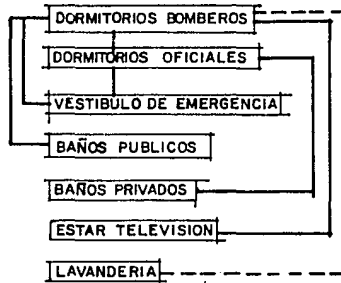 DORMITORIOS BOMBEROS
DORMITORIOS OFICIALES
VESTIBULO DE EMERGENCIA
BAÑOS PUBLICOS
BAÑOS PRIVADOS
ESTAR TELEVISION
LAVANDERIA